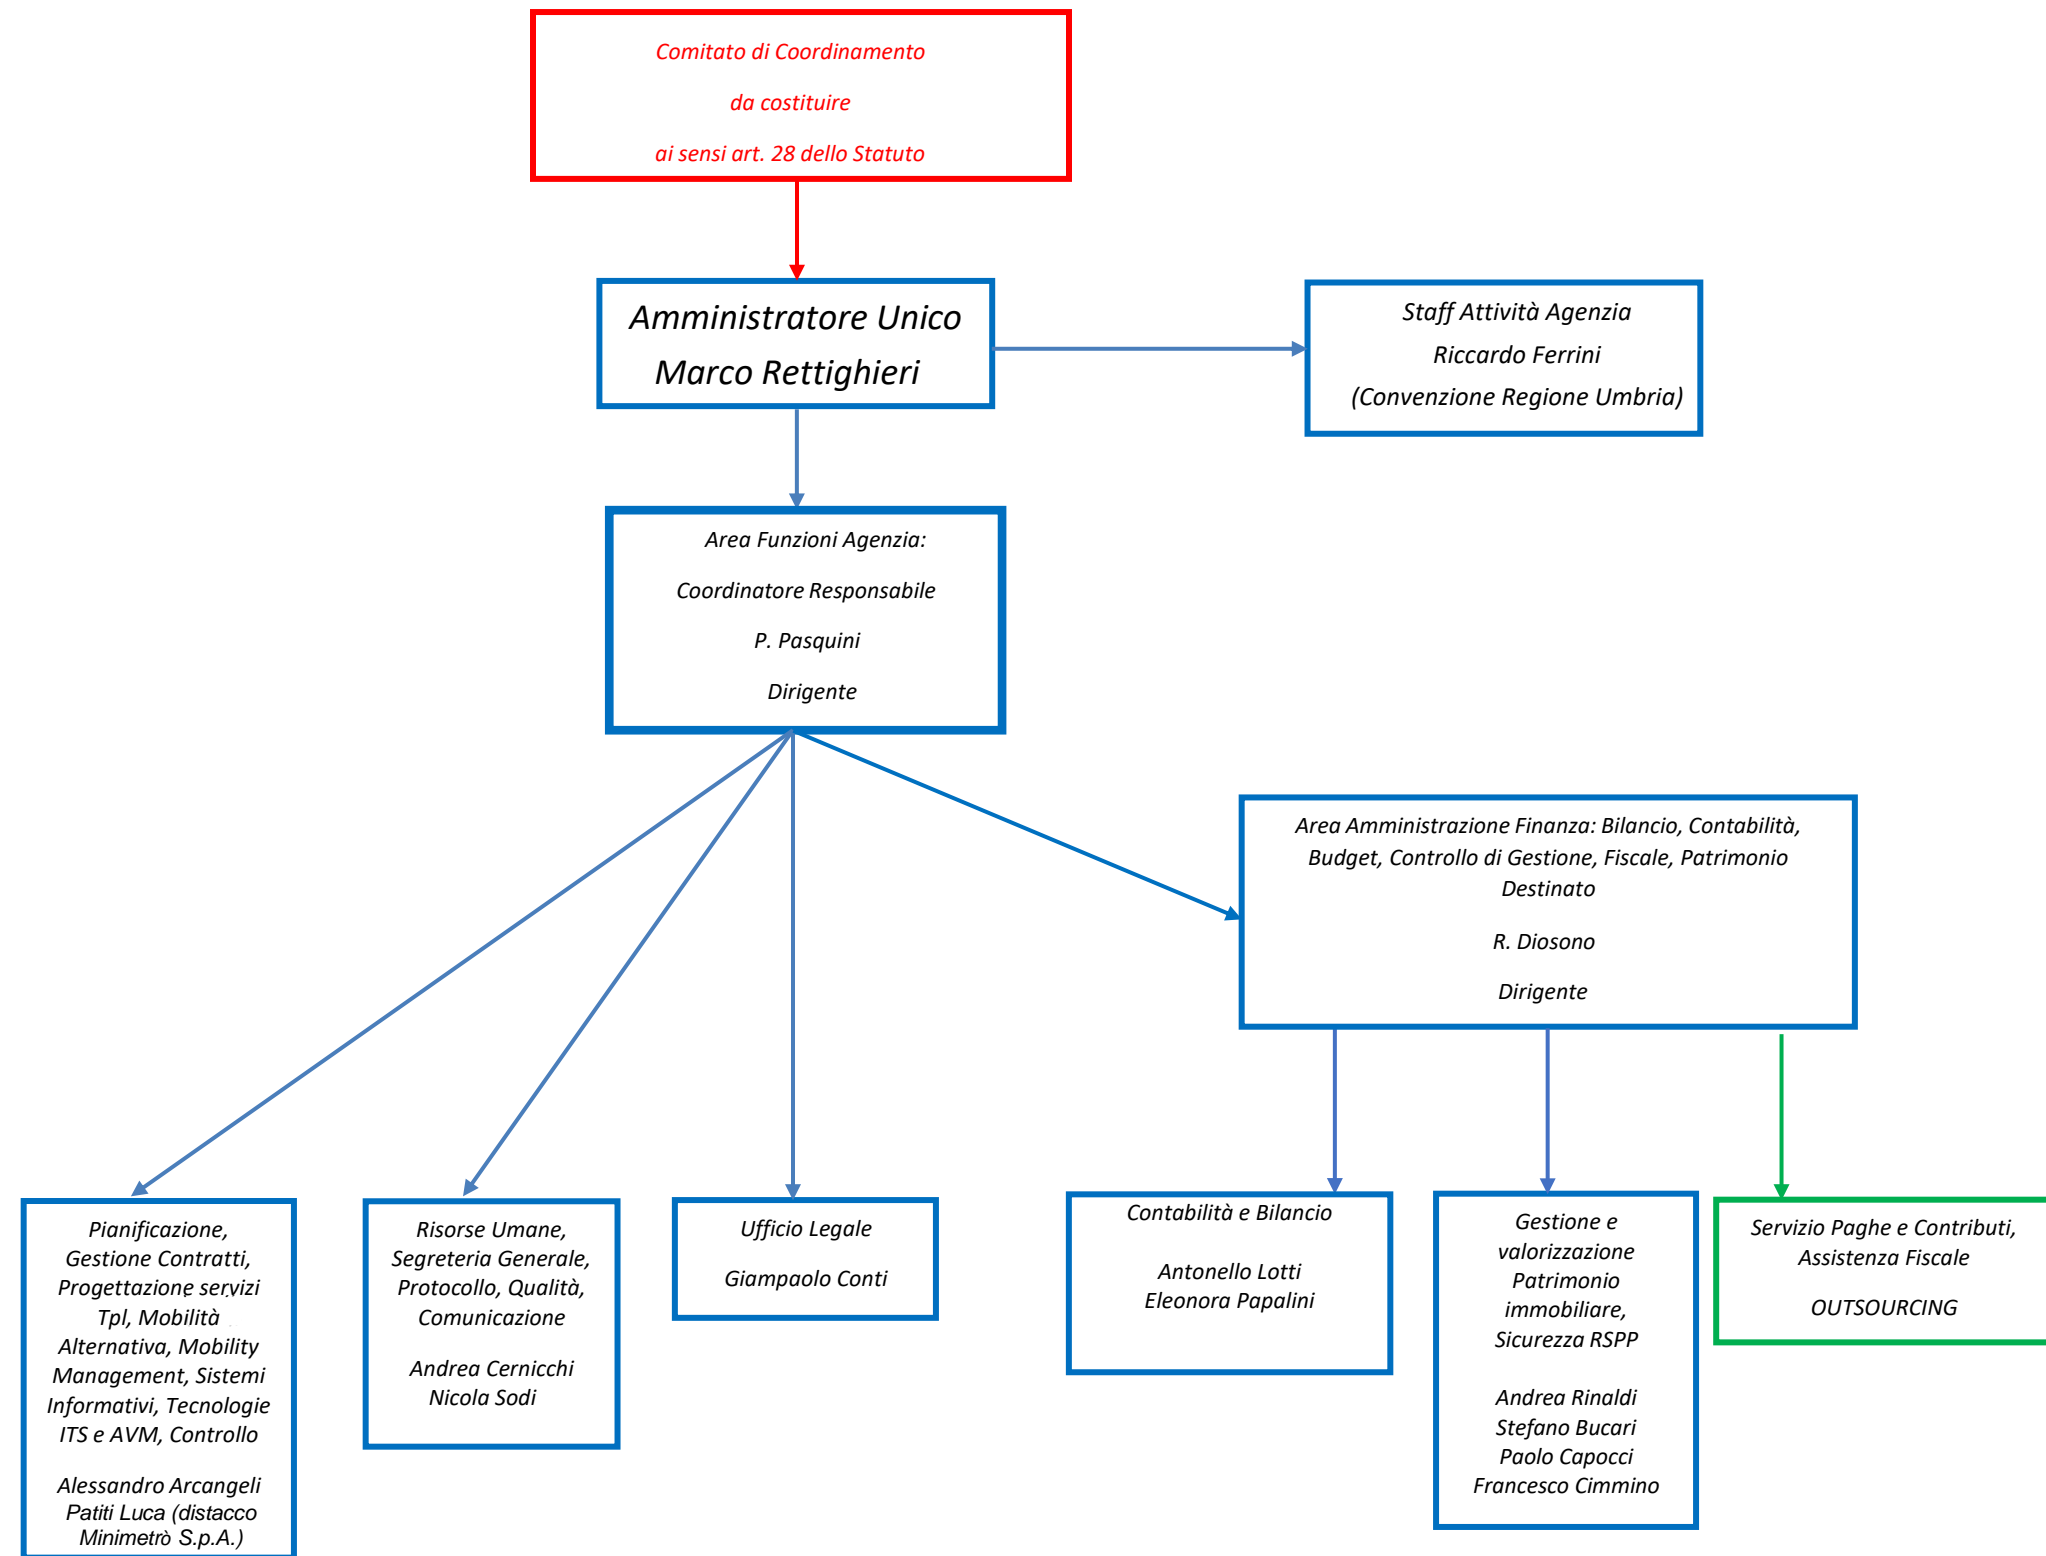 Comitato di Coordinamento
da costituire
ai sensi art. 28 dello Statuto
Amministratore Unico
Marco Rettighieri
Staff Attività Agenzia
Riccardo Ferrini
(Convenzione Regione Umbria)
Area Funzioni Agenzia:
Coordinatore Responsabile
P. Pasquini
Dirigente
Area Amministrazione Finanza: Bilancio, Contabilità,
Budget, Controllo di Gestione, Fiscale, Patrimonio
Destinato
R. Diosono
Dirigente
Pianificazione,
Gestione Contratti,
Progettazione servizi
Tpl, Mobilità
Alternativa, Mobility
Management, Sistemi
Informativi, Tecnologie
ITS e AVM, Controllo
Alessandro Arcangeli
Patiti Luca (distacco
Minimetrò S.p.A.)
Risorse Umane,
Segreteria Generale,
Protocollo, Qualità,
Comunicazione
Andrea Cernicchi
Nicola Sodi
Ufficio Legale
Giampaolo Conti
Contabilità e Bilancio
Antonello Lotti
Eleonora Papalini
Gestione e
valorizzazione
Patrimonio
immobiliare,
Sicurezza RSPP
Andrea Rinaldi
Stefano Bucari
Paolo Capocci
Francesco Cimmino
Servizio Paghe e Contributi,
Assistenza Fiscale
OUTSOURCING